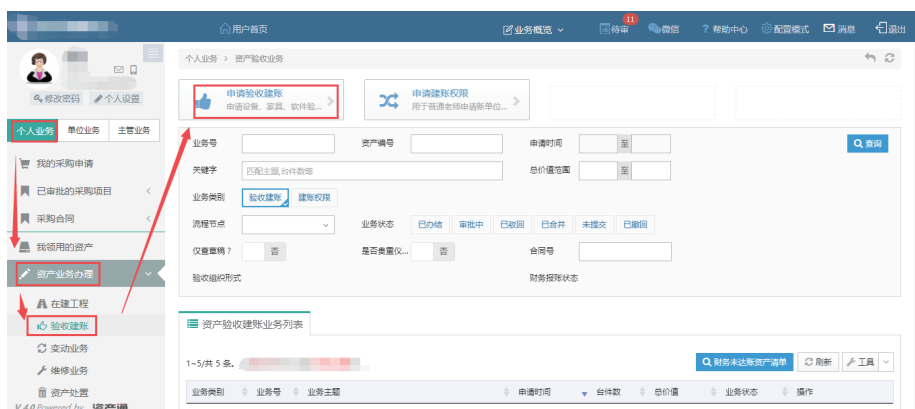 用户首页
业务概览
待审
11
微信
? 帮助中心
配置模式
消息
退出
修改密码
个人设置
个人业务
单位业务
主管业务
我的采购申请
已审批的采购项目
采购合同
我领用的资产
资产业务办理
在建工程
验收建账
变动业务
维修业务
资产处置
V 4.0 Powered by 资产通
个人业务 > 资产验收业务
申请验收建账
申请设备、家具、软件验...
申请建账权限
用于普通老师申请新单位...
业务号
资产编号
申请时间
至
查询
关键字
匹配主题,台件数等
总价值范围
至
业务类别
验收建账
建账权限
流程节点
业务状态
已办结
审批中
已驳回
已合并
未提交
已撤回
仅查草稿？
否
是否贵重仪...
否
合同号
验收组织形式
财务报账状态
资产验收建账业务列表
1~5/共 5 条。
财务未达账资产清单
刷新
工具
业务类别
业务号
业务主题
申请时间
台件数
总价值
业务状态
操作